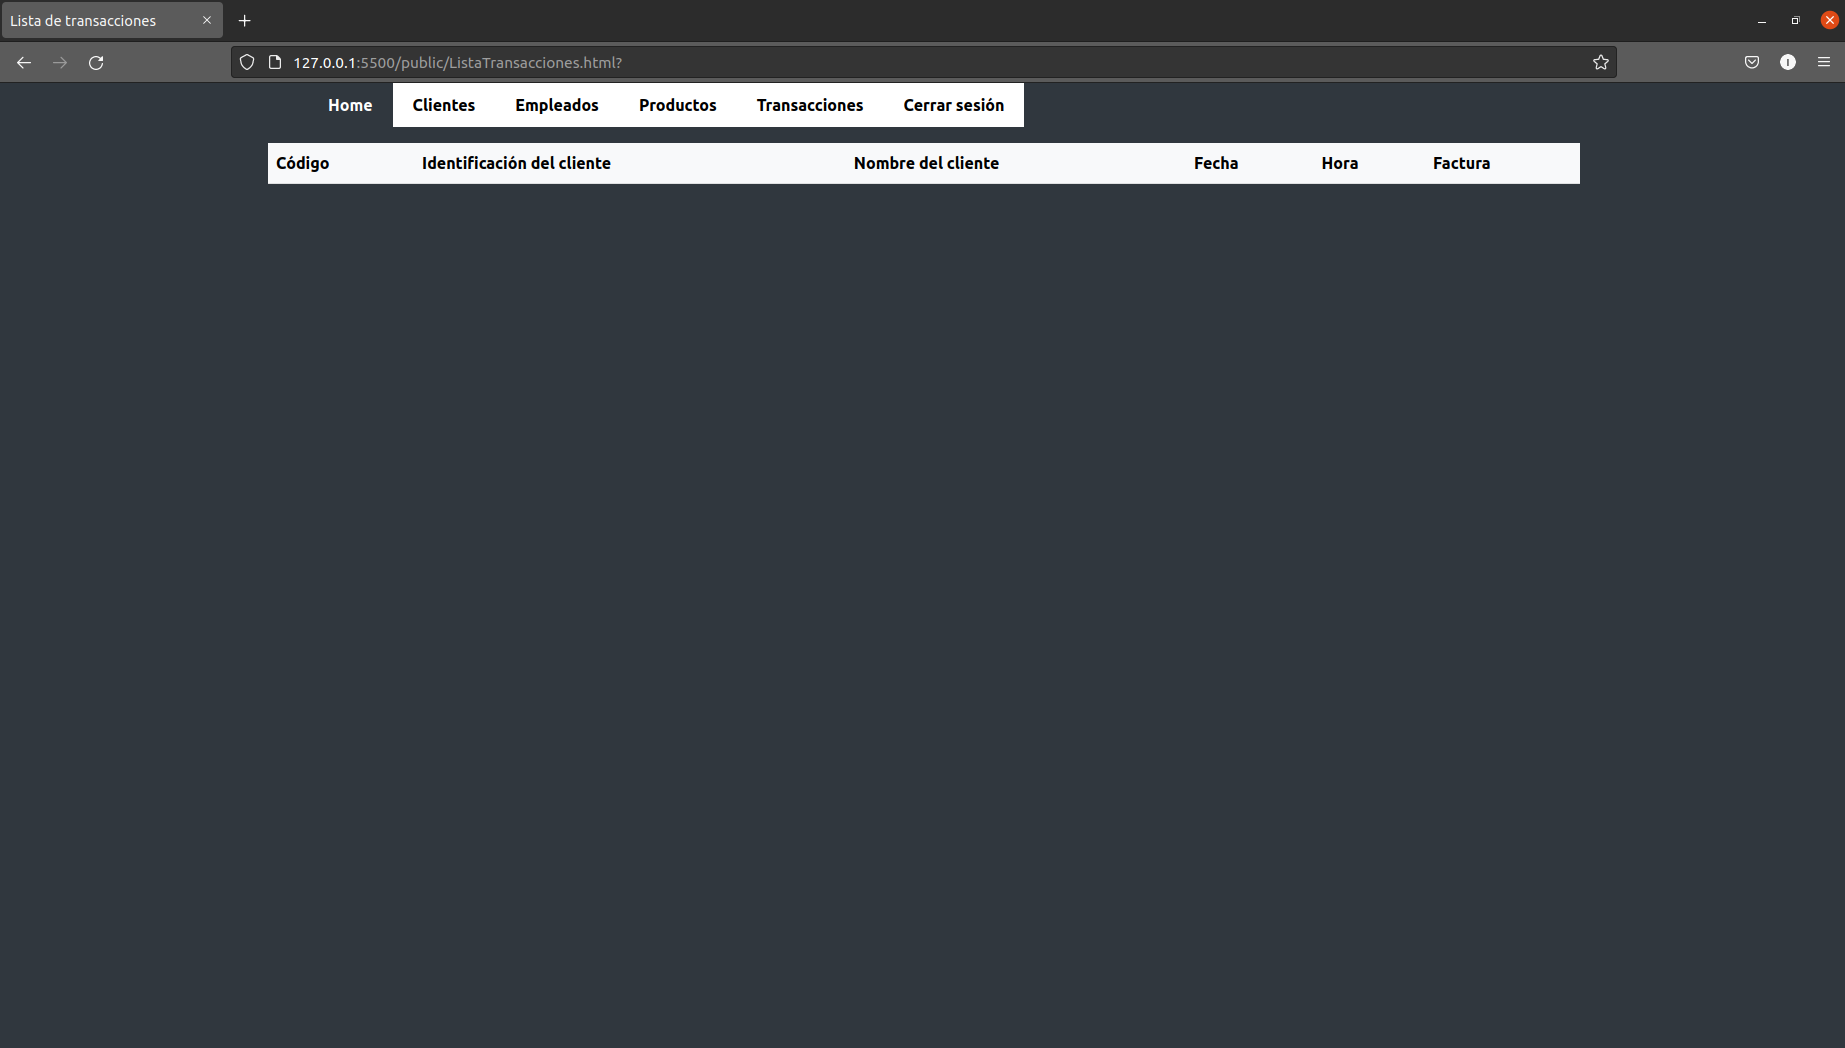 Lista de transacciones
127.0.0.1:5500/public/ListaTransacciones.html?
Home Clientes Empleados Productos Transacciones Cerrar sesión
Código Identificación del cliente Nombre del cliente Fecha Hora Factura